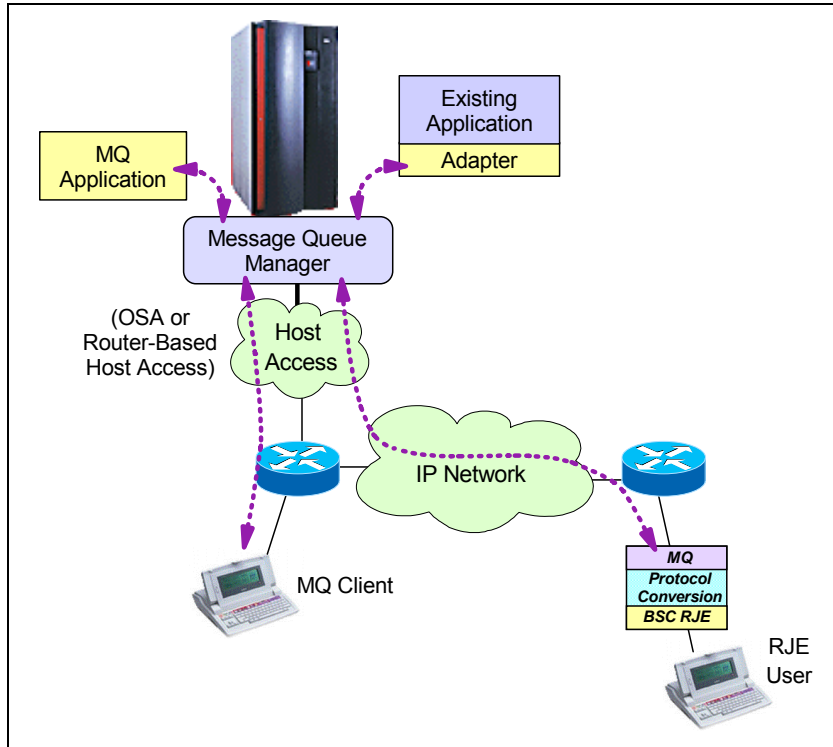 MQ
Application
Existing
Application
Adapter
Message Queue
Manager
(OSA or
Router-Based
Host Access)
Host
Access
IP Network
MQ Client
MQ
Protocol
Conversion
BSC RJE
RJE
User